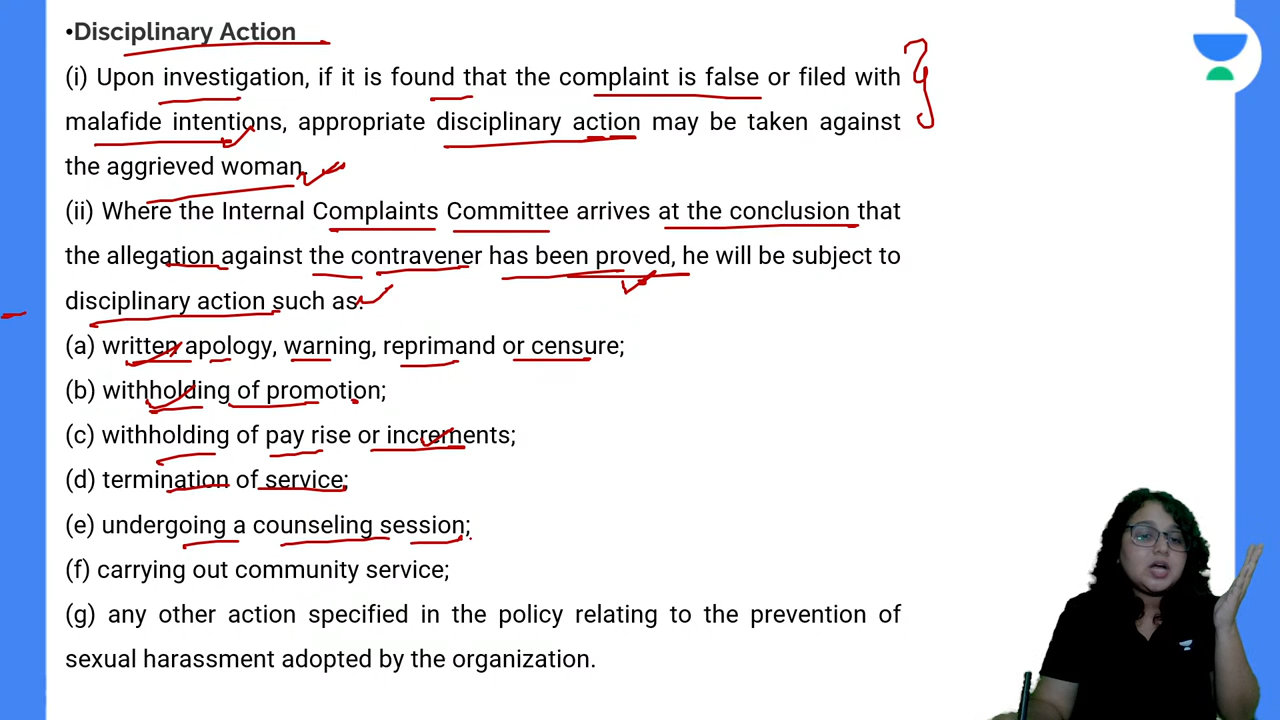 •Disciplinary Action
(i) Upon investigation, if it is found that the complaint is false or filed with
malafide intentions, appropriate disciplinary action may be taken against
the aggrieved woman.
(ii) Where the Internal Complaints Committee arrives at the conclusion that
the allegation against the contravener has been proved, he will be subject to
disciplinary action such as:
(a) written apology, warning, reprimand or censure;
(b) withholding of promotion;
(c) withholding of pay rise or increments;
(d) termination of service;
(e) undergoing a counseling session;
(f) carrying out community service;
(g) any other action specified in the policy relating to the prevention of
sexual harassment adopted by the organization.